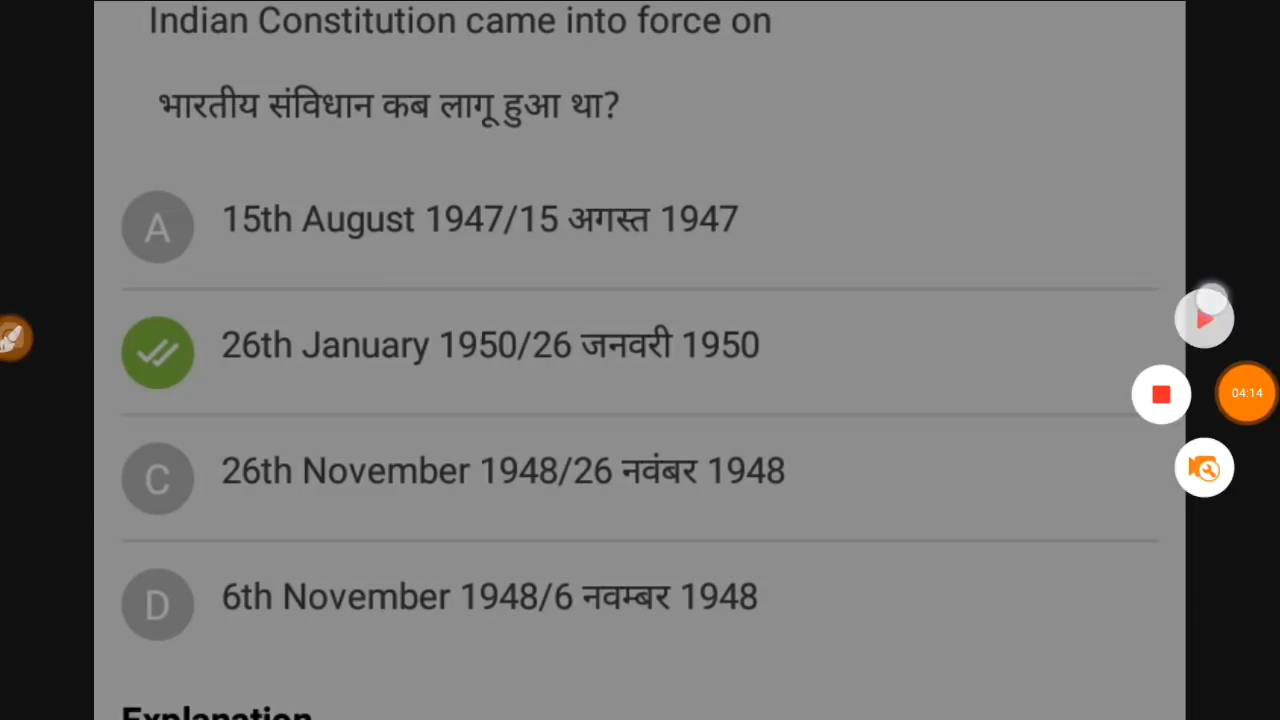 Indian Constitution came into force on
भारतीय संविधान कब लागू हुआ था?
A 15th August 1947/15 अगस्त 1947
26th January 1950/26 जनवरी 1950
C 26th November 1948/26 नवंबर 1948
D 6th November 1948/6 नवम्बर 1948
04:14
Explanation